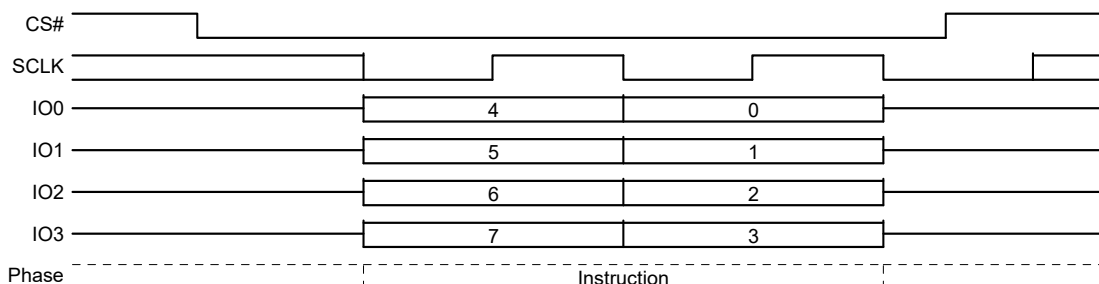 CS#
SCLK
IO0 4 0
IO1 5 1
IO2 6 2
IO3 7 3
Phase Instruction